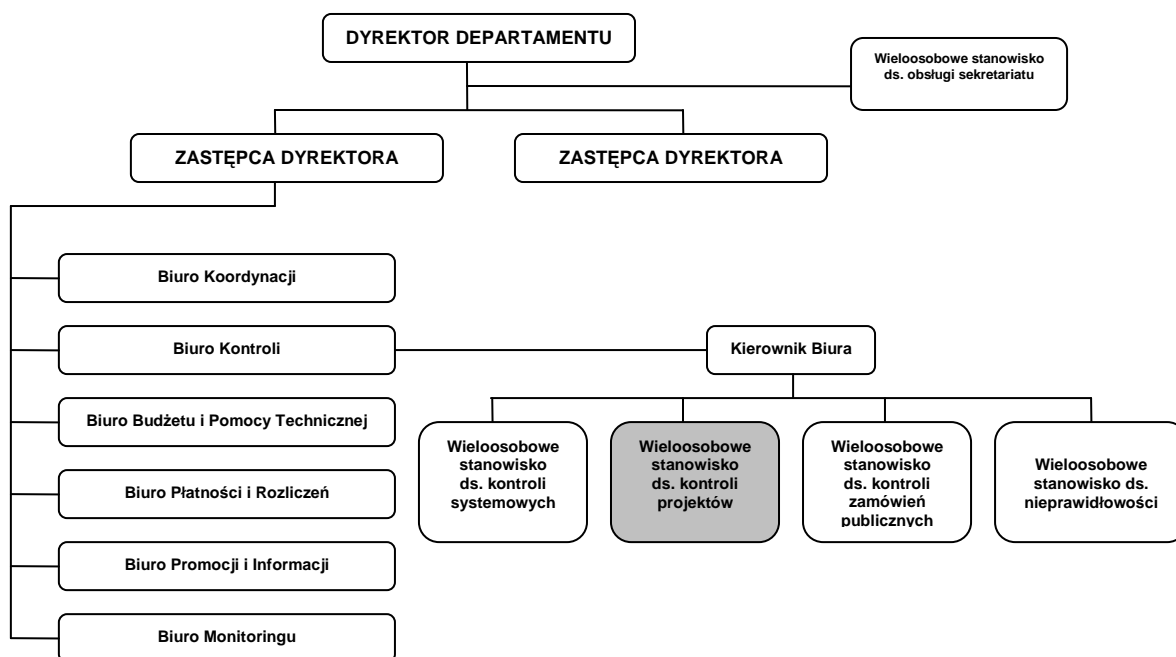 DYREKTOR DEPARTAMENTU
Wieloosobowe stanowisko
ds. obsługi sekretariatu
ZASTĘPCA DYREKTORA
ZASTĘPCA DYREKTORA
Biuro Koordynacji
Biuro Kontroli
Kierownik Biura
Biuro Budżetu i Pomocy Technicznej
Wieloosobowe
stanowisko
ds. kontroli
systemowych
Wieloosobowe
stanowisko
ds. kontroli
projektów
Wieloosobowe
stanowisko
ds. kontroli
zamówień
publicznych
Wieloosobowe
stanowisko ds.
nieprawidłowości
Biuro Płatności i Rozliczeń
Biuro Promocji i Informacji
Biuro Monitoringu